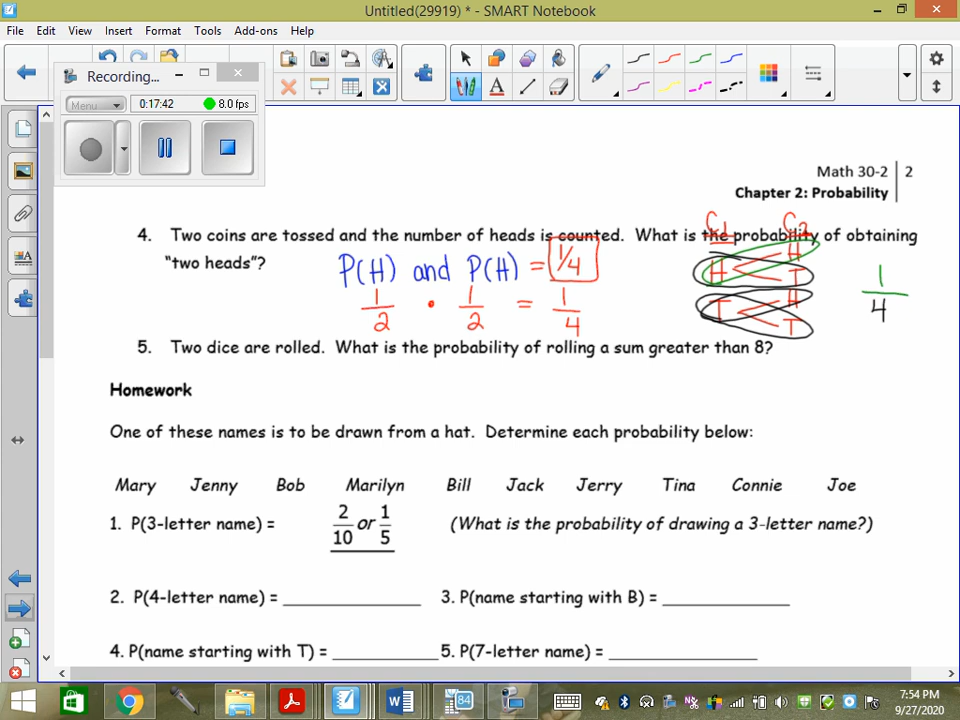 Untitled(29919) * - SMART Notebook
File Edit View Insert Format Tools Add-ons Help
Recording...
Menu 0:17:42 8.0 fps
Math 30-2 2
Chapter 2: Probability
C1 C2
4. Two coins are tossed and the number of heads is counted. What is the probability of obtaining
"two heads"? P(H) and P(H) = 1/4
H H T
1/2 · 1/2 = 1/4
T H T
1/4
5. Two dice are rolled. What is the probability of rolling a sum greater than 8?
Homework
One of these names is to be drawn from a hat. Determine each probability below:
Mary Jenny Bob Marilyn Bill Jack Jerry Tina Connie Joe
1. P(3-letter name) = 2/10 or 1/5 (What is the probability of drawing a 3-letter name?)
2. P(4-letter name) = ____________ 3. P(name starting with B) = ____________
4. P(name starting with T) = __________ 5. P(7-letter name) = ______________
W 84 7:54 PM
9/27/2020